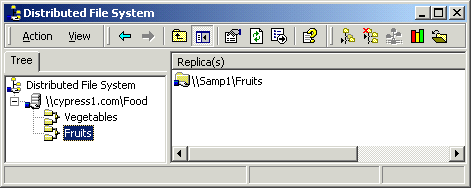 Distributed File System
Action View
Tree
Replica(s)
Distributed File System
\\cypress1.com\Food
Vegetables
Fruits
\\Samp1\Fruits